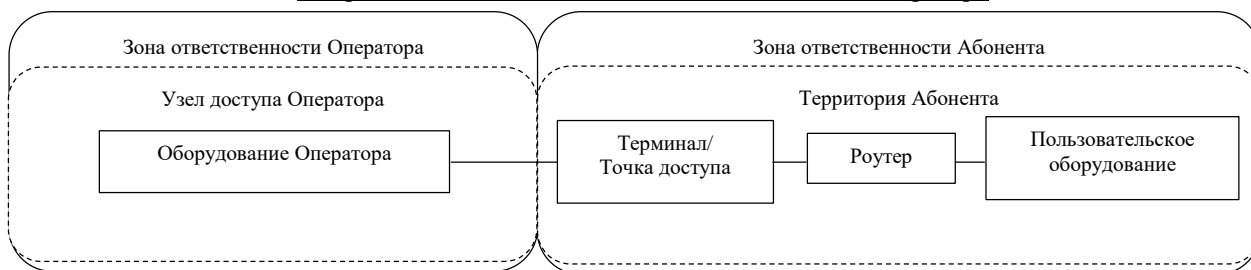 Зона ответственности Оператора
Зона ответственности Абонента
Узел доступа Оператора
Территория Абонента
Оборудование Оператора
Терминал/
Точка доступа
Роутер
Пользовательское
оборудование